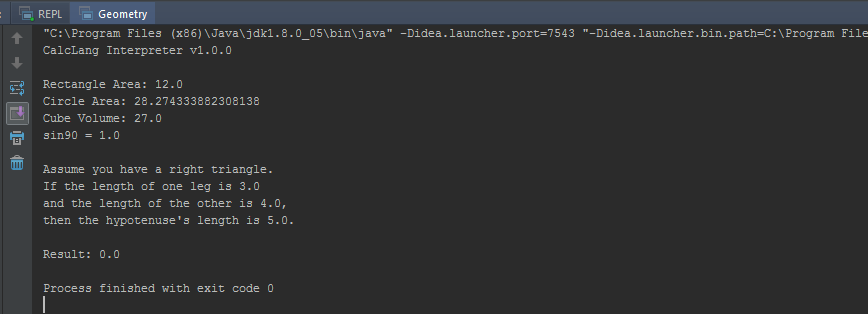 REPL Geometry
"C:\Program Files (x86)\Java\jdk1.8.0_05\bin\java" -Didea.launcher.port=7543 "-Didea.launcher.bin.path=C:\Program File
CalcLang Interpreter v1.0.0
Rectangle Area: 12.0
Circle Area: 28.274333882308138
Cube Volume: 27.0
sin90 = 1.0
Assume you have a right triangle.
If the length of one leg is 3.0
and the length of the other is 4.0,
then the hypotenuse's length is 5.0.
Result: 0.0
Process finished with exit code 0